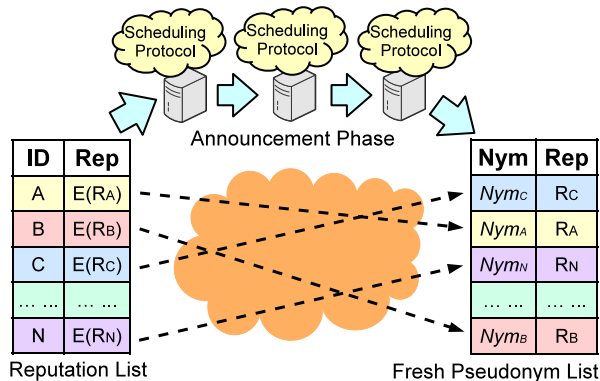 Scheduling
Protocol
Scheduling
Protocol
Scheduling
Protocol
Announcement Phase
ID Rep
A E(RA)
B E(RB)
C E(RC)
... ... ... ...
N E(RN)
Reputation List
Nym Rep
NymC RC
NymA RA
NymN RN
... ... ... ...
NymB RB
Fresh Pseudonym List